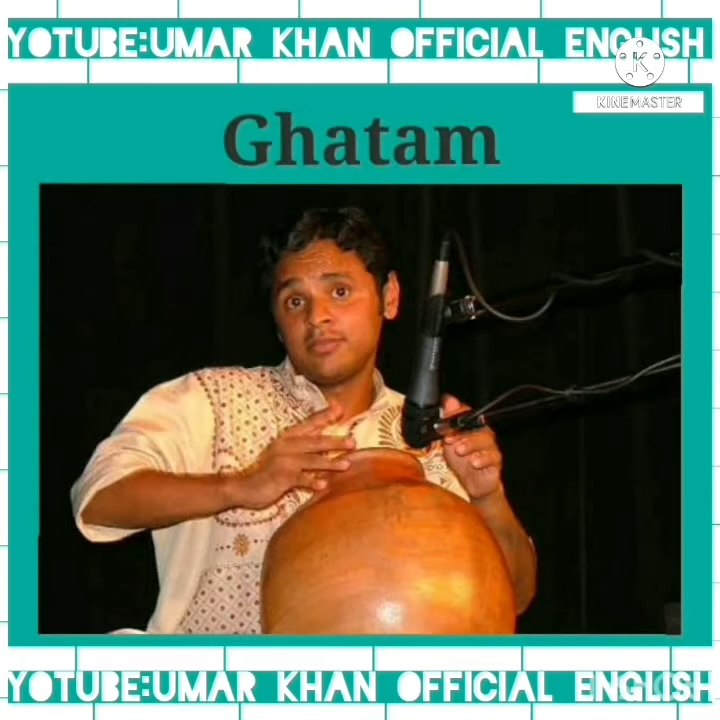 YOTUBE:UMAR KHAN OFFICIAL ENGLISH
K
KINEMASTER
Ghatam
YOTUBE:UMAR KHAN OFFICIAL ENGLISH